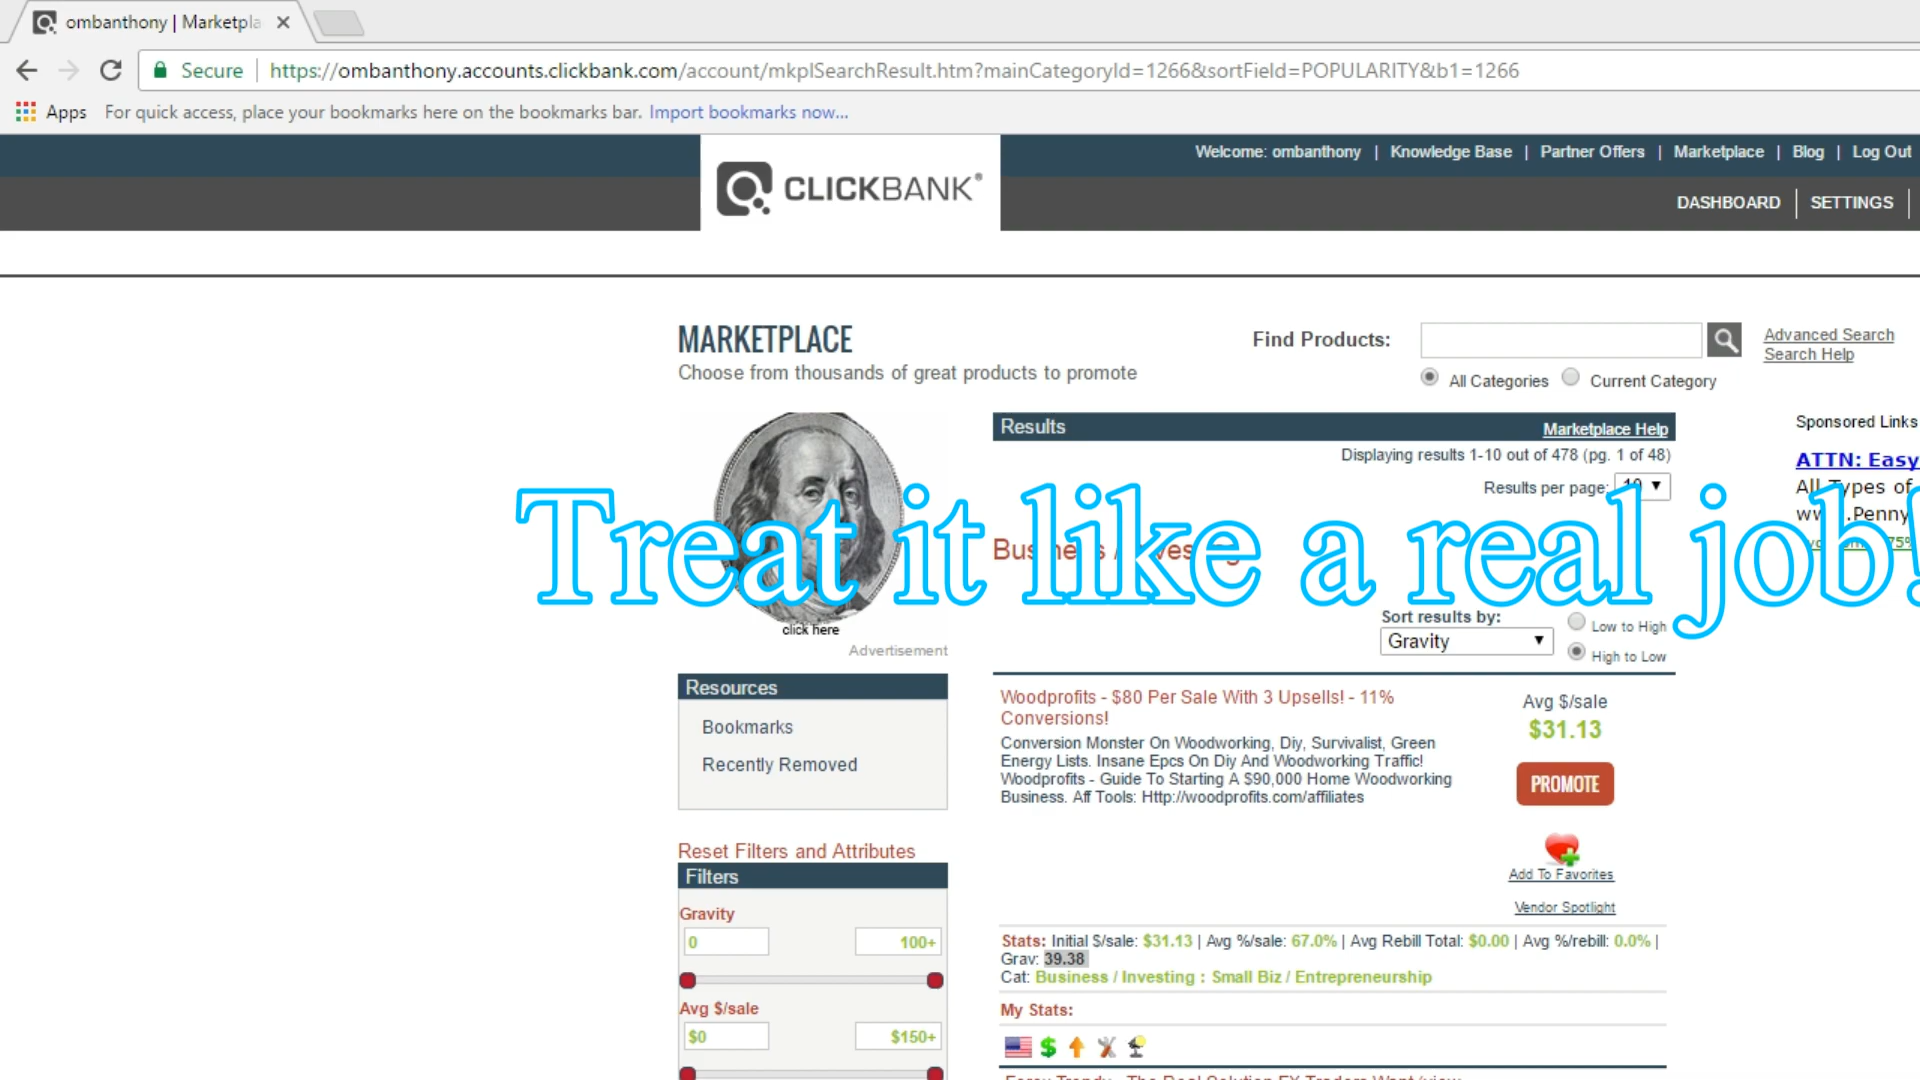 ombanthony | Marketpla
Secure
https://ombanthony.accounts.clickbank.com/account/mkplSearchResult.htm?mainCategoryId=1266&sortField=POPULARITY&b1=1266
Apps For quick access, place your bookmarks here on the bookmarks bar. Import bookmarks now...
Welcome: ombanthony | Knowledge Base | Partner Offers | Marketplace | Blog | Log Out
CLICKBANK®
DASHBOARD SETTINGS
MARKETPLACE
Choose from thousands of great products to promote
Find Products:
Advanced Search
Search Help
All Categories Current Category
Results
Marketplace Help
Displaying results 1-10 out of 478 (pg. 1 of 48)
Results per page: 10
Sponsored Links
ATTN: Easy
All Types of
Treat it like a real job!
click here
Advertisement
Sort results by:
Gravity
Low to High
High to Low
Resources
Bookmarks
Recently Removed
Reset Filters and Attributes
Filters
Gravity
0 100+
Avg $/sale
$0 $150+
Woodprofits - $80 Per Sale With 3 Upsells! - 11%
Conversions!
Conversion Monster On Woodworking, Diy, Survivalist, Green
Energy Lists. Insane Epcs On Diy And Woodworking Traffic!
Woodprofits - Guide To Starting A $90,000 Home Woodworking
Business. Aff Tools: Http://woodprofits.com/affiliates
Avg $/sale
$31.13
PROMOTE
Add To Favorites
Vendor Spotlight
Stats: Initial $/sale: $31.13 | Avg %/sale: 67.0% | Avg Rebill Total: $0.00 | Avg %/rebill: 0.0% |
Grav: 39.38
Cat: Business / Investing : Small Biz / Entrepreneurship
My Stats: